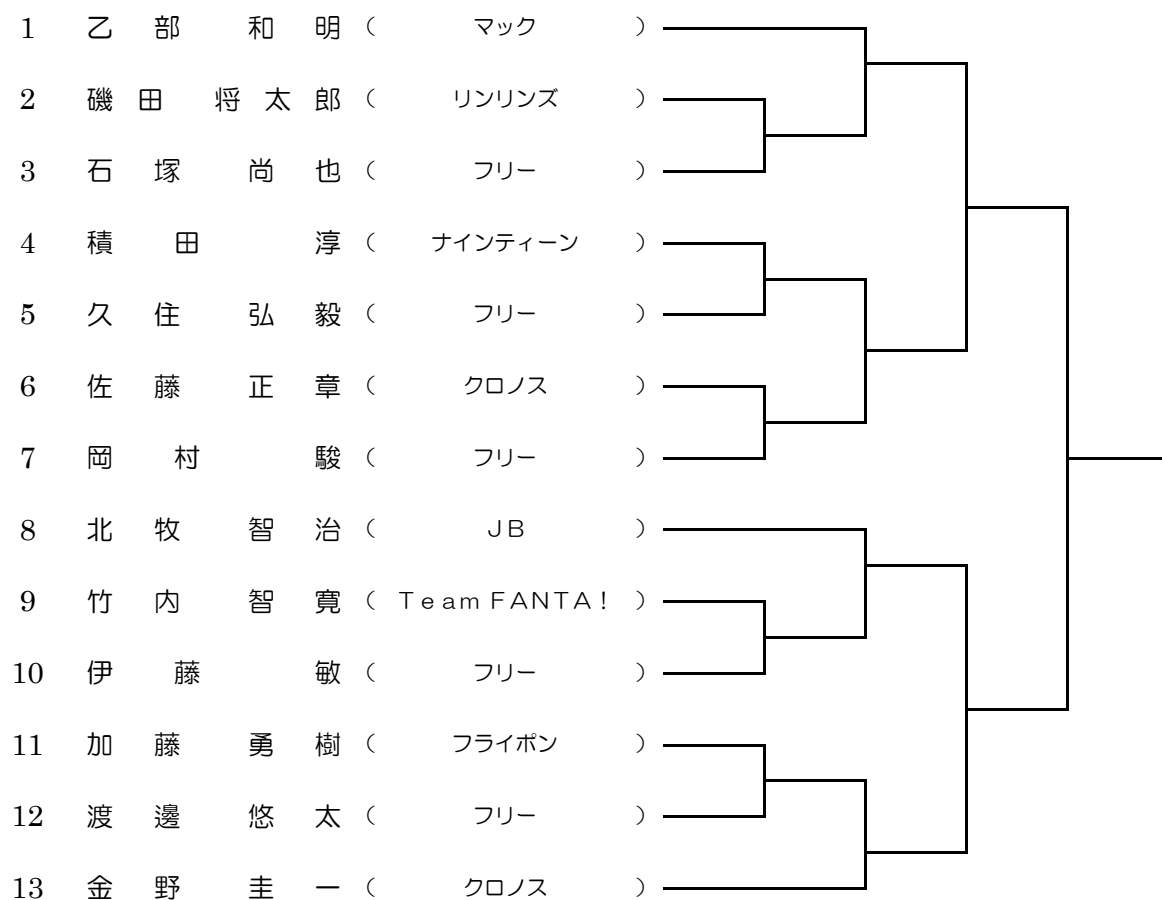 1 乙部 和明 ( マック )
2 磯田 将太郎 ( リンリンズ )
3 石塚 尚也 ( フリー )
4 積田 淳 ( ナインティーン )
5 久住 弘毅 ( フリー )
6 佐藤 正章 ( クロノス )
7 岡村 駿 ( フリー )
8 北牧 智治 ( JB )
9 竹内 智寛 ( Team FANTA! )
10 伊藤 敏 ( フリー )
11 加藤 勇樹 ( フライポン )
12 渡邊 悠太 ( フリー )
13 金野 圭一 ( クロノス )